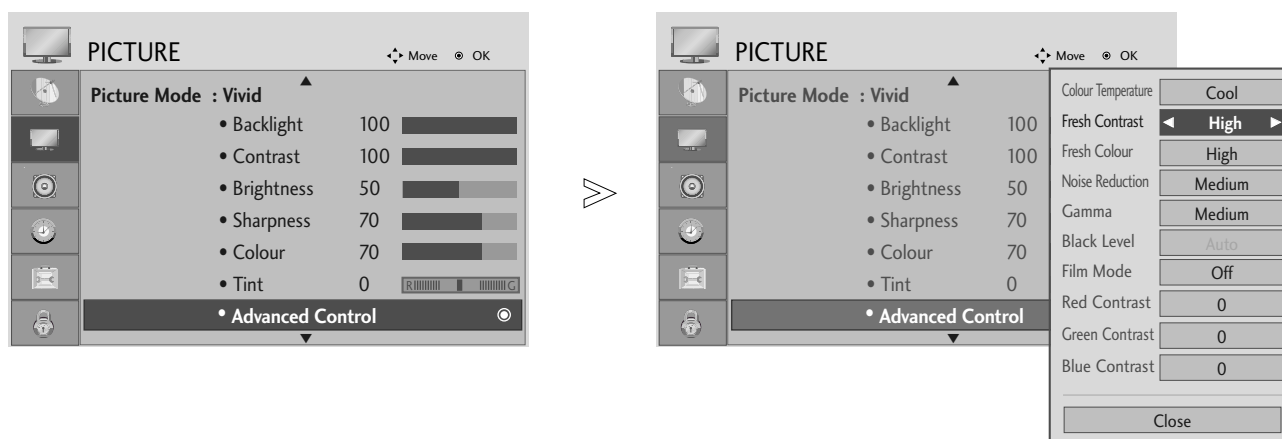 PICTURE
Move OK
Picture Mode : Vivid
• Backlight 100
• Contrast 100
• Brightness 50
• Sharpness 70
• Colour 70
• Tint 0 R G
• Advanced Control
PICTURE
Move OK
Picture Mode : Vivid
• Backlight 100
• Contrast 100
• Brightness 50
• Sharpness 70
• Colour 70
• Tint 0
• Advanced Control
Colour Temperature Cool
Fresh Contrast ◄ High ►
Fresh Colour High
Noise Reduction Medium
Gamma Medium
Black Level Auto
Film Mode Off
Red Contrast 0
Green Contrast 0
Blue Contrast 0
Close